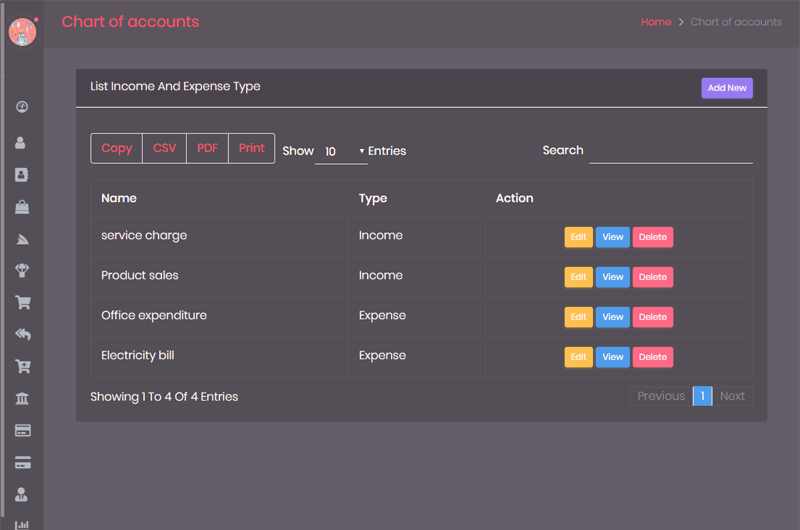 Chart of accounts
Home > Chart of accounts
List Income And Expense Type
Add New
Copy CSV PDF Print Show 10 Entries Search
Name Type Action
service charge Income Edit View Delete
Product sales Income Edit View Delete
Office expenditure Expense Edit View Delete
Electricity bill Expense Edit View Delete
Showing 1 To 4 Of 4 Entries
Previous 1 Next